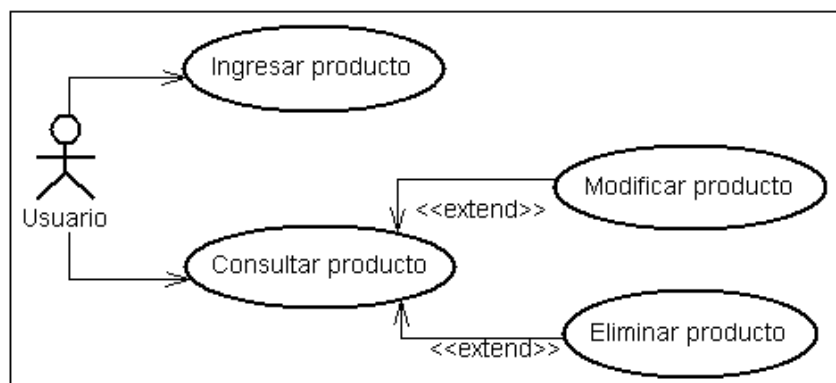 Ingresar producto
Modificar producto
<<extend>>
Usuario
Consultar producto
Eliminar producto
<<extend>>